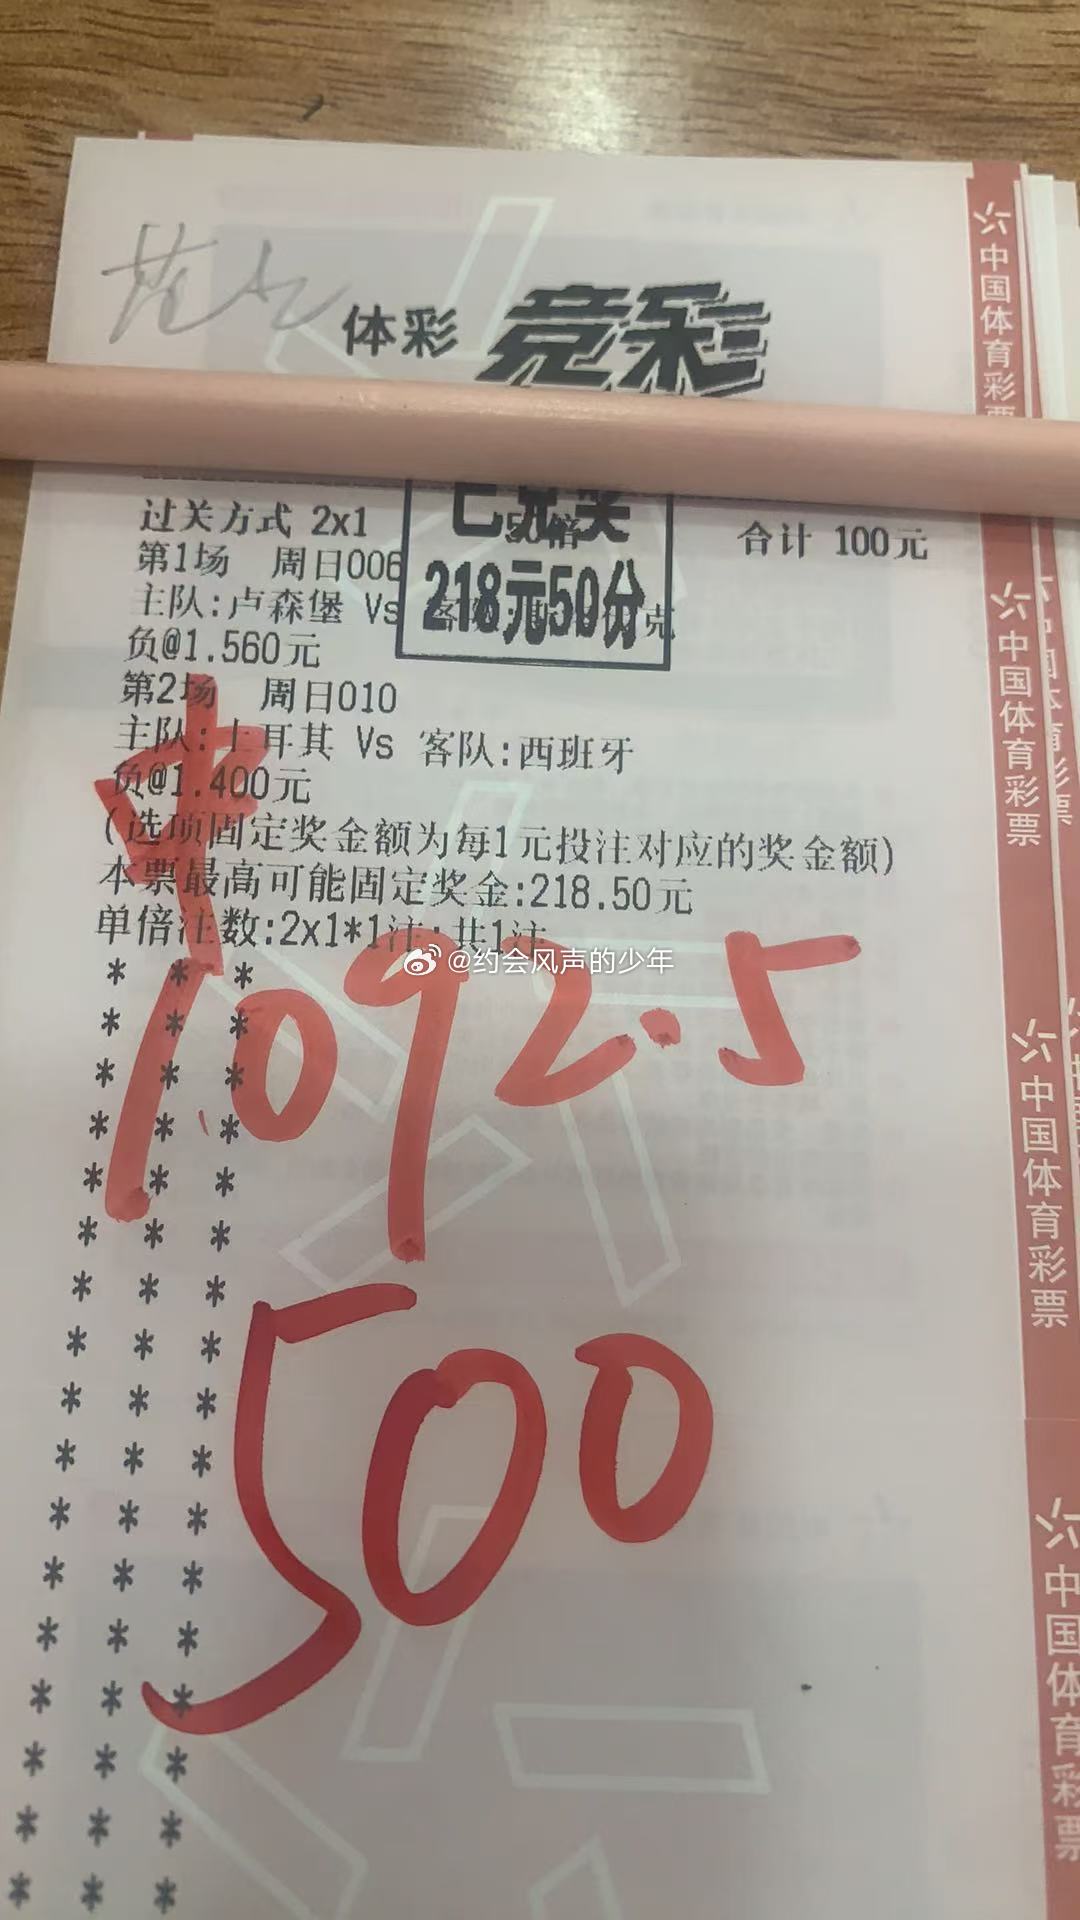 体彩 竞彩
已兑奖
过关方式 2x1 50倍 合计 100元
第1场 周日006
218元50分
主队:卢森堡 Vs 克
负@1.560元
第2场 周日010
主队:土耳其 Vs 客队:西班牙
负@1.400元
(选项固定奖金额为每1元投注对应的奖金额)
本票最高可能固定奖金:218.50元
单倍注数:2x1*1注;共1注
@约会风声的少年
中
1092.5
500
中国体育彩票
中国体育彩票
中国体育彩票
中国体育彩票